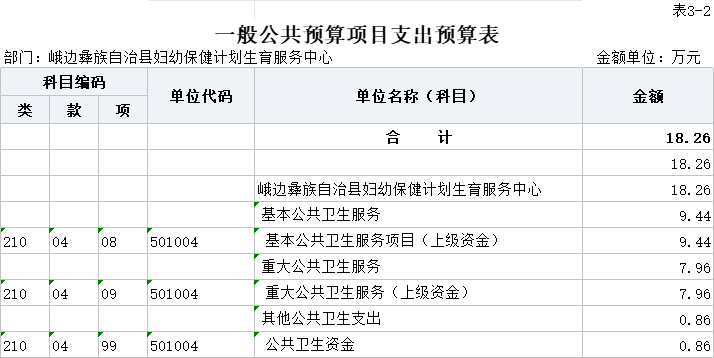 表3-2
一般公共预算项目支出预算表
部门：峨边彝族自治县妇幼保健计划生育服务中心 金额单位：万元
科目编码 单位代码 单位名称（科目） 金额
类 款 项
合 计 18.26
18.26
峨边彝族自治县妇幼保健计划生育服务中心 18.26
基本公共卫生服务 9.44
210 04 08 501004 基本公共卫生服务项目（上级资金） 9.44
重大公共卫生服务 7.96
210 04 09 501004 重大公共卫生服务（上级资金） 7.96
其他公共卫生支出 0.86
210 04 99 501004 公共卫生资金 0.86